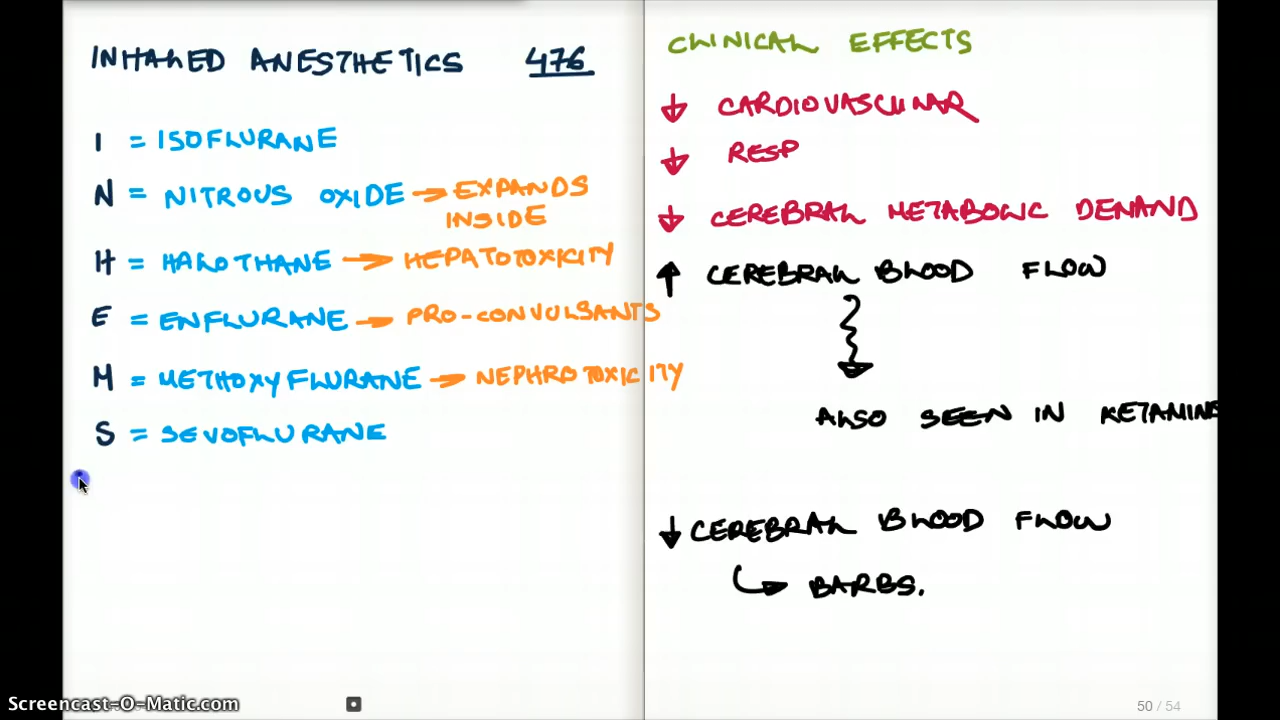 INHALED ANESTHETICS 476
I = ISOFLURANE
N = NITROUS OXIDE → EXPANDS
INSIDE
H = HALOTHANE → HEPATOTOXICITY
E = ENFLURANE → PRO-CONVULSANTS
M = METHOXYFLURANE → NEPHROTOXICITY
S = SEVOFLURANE
CLINICAL EFFECTS
↓ CARDIOVASCULAR
↓ RESP
↓ CEREBRAL METABOLIC DEMAND
↑ CEREBRAL BLOOD FLOW
ALSO SEEN IN KETAMINE
↓ CEREBRAL BLOOD FLOW
↳ BARBS.
Screencast-O-Matic.com
50 / 54